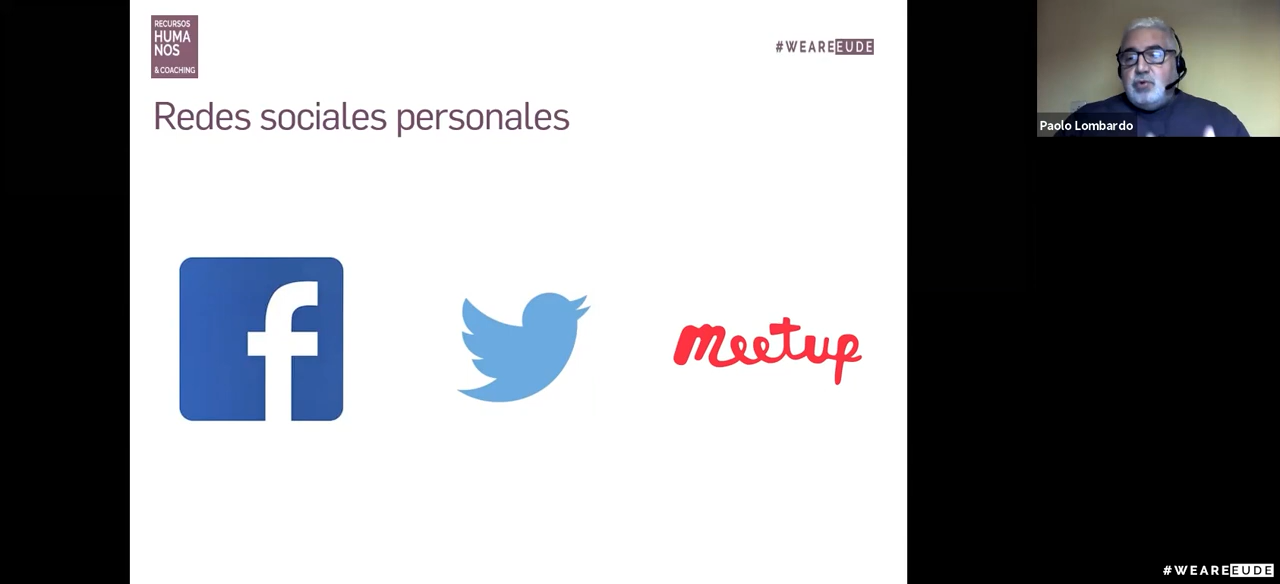 RECURSOS
HUMA
NOS
& COACHING
#WEAREEUDE
Redes sociales personales
f
meetup
Paolo Lombardo
#WEAREEUDE